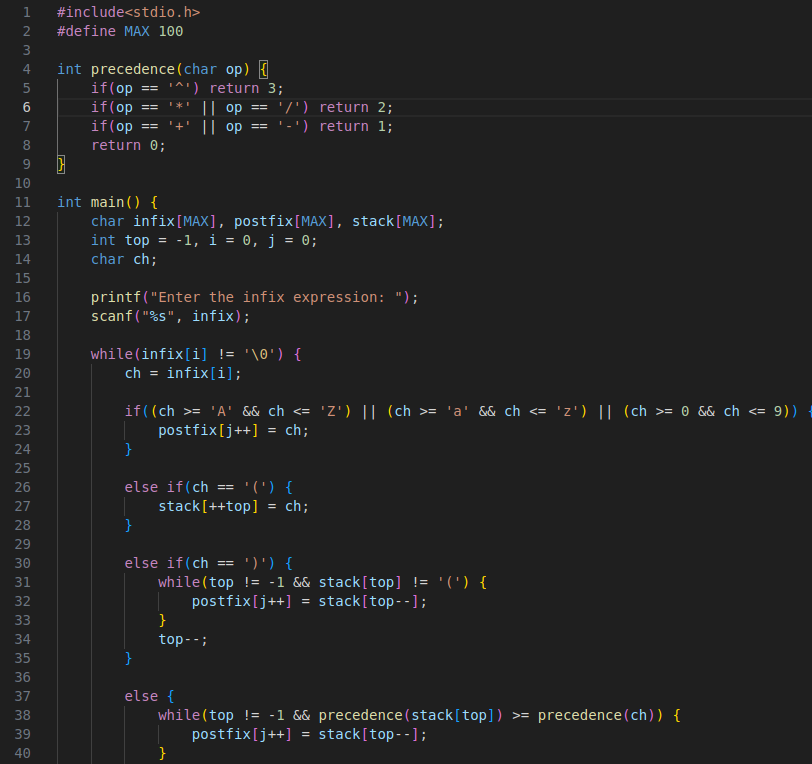 1 #include<stdio.h>
2 #define MAX 100
3
4 int precedence(char op) {
5     if(op == '^') return 3;
6     if(op == '*' || op == '/') return 2;
7     if(op == '+' || op == '-') return 1;
8     return 0;
9 }
10
11 int main() {
12     char infix[MAX], postfix[MAX], stack[MAX];
13     int top = -1, i = 0, j = 0;
14     char ch;
15
16     printf("Enter the infix expression: ");
17     scanf("%s", infix);
18
19     while(infix[i] != '\0') {
20         ch = infix[i];
21
22         if((ch >= 'A' && ch <= 'Z') || (ch >= 'a' && ch <= 'z') || (ch >= 0 && ch <= 9)) {
23             postfix[j++] = ch;
24         }
25
26         else if(ch == '(') {
27             stack[++top] = ch;
28         }
29
30         else if(ch == ')') {
31             while(top != -1 && stack[top] != '(') {
32                 postfix[j++] = stack[top--];
33             }
34             top--;
35         }
36
37         else {
38             while(top != -1 && precedence(stack[top]) >= precedence(ch)) {
39                 postfix[j++] = stack[top--];
40             }